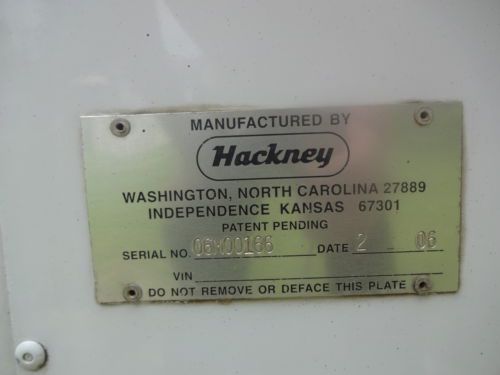 MANUFACTURED BY
Hackney
WASHINGTON, NORTH CAROLINA 27889
INDEPENDENCE KANSAS 67301
PATENT PENDING
SERIAL NO. 06W00166 DATE 2 06
VIN
DO NOT REMOVE OR DEFACE THIS PLATE